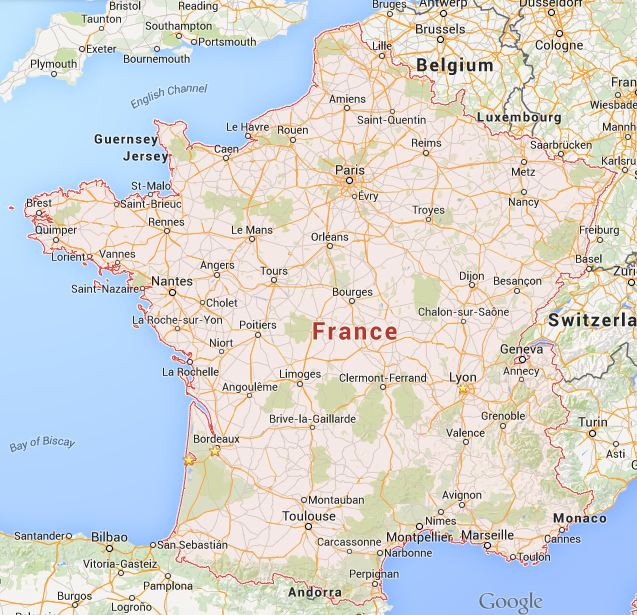 Bristol
Reading
Bruges
Antwerp
Düsseldorf
Taunton
Southampton
Brussels
Cologne
Exeter
Portsmouth
Plymouth
Bournemouth
Lille
Belgium
English Channel
Amiens
Saint-Quentin
Luxembourg
Guernsey
Jersey
Le Havre
Rouen
Caen
Reims
Saarbrücken
Paris
Metz
St-Malo
Évry
Nancy
Brest
Saint-Brieuc
Troyes
Quimper
Rennes
Le Mans
Orléans
Freiburg
Lorient
Vannes
Basel
Angers
Tours
Dijon
Besançon
Saint-Nazaire
Nantes
Bourges
Cholet
Chalon-sur-Saône
La Roche-sur-Yon
Poitiers
France
Switzerla
Niort
Geneva
La Rochelle
Limoges
Clermont-Ferrand
Lyon
Annecy
Angoulême
Brive-la-Gaillarde
Grenoble
Turin
Bay of Biscay
Bordeaux
Valence
Asti
Montauban
Avignon
Toulouse
Nimes
Monaco
Santander
Bilbao
San Sebastián
Carcassonne
Montpellier
Marseille
Cannes
Vitoria-Gasteiz
Narbonne
Toulon
Pamplona
Perpignan
Burgos
Logroño
Andorra
Google